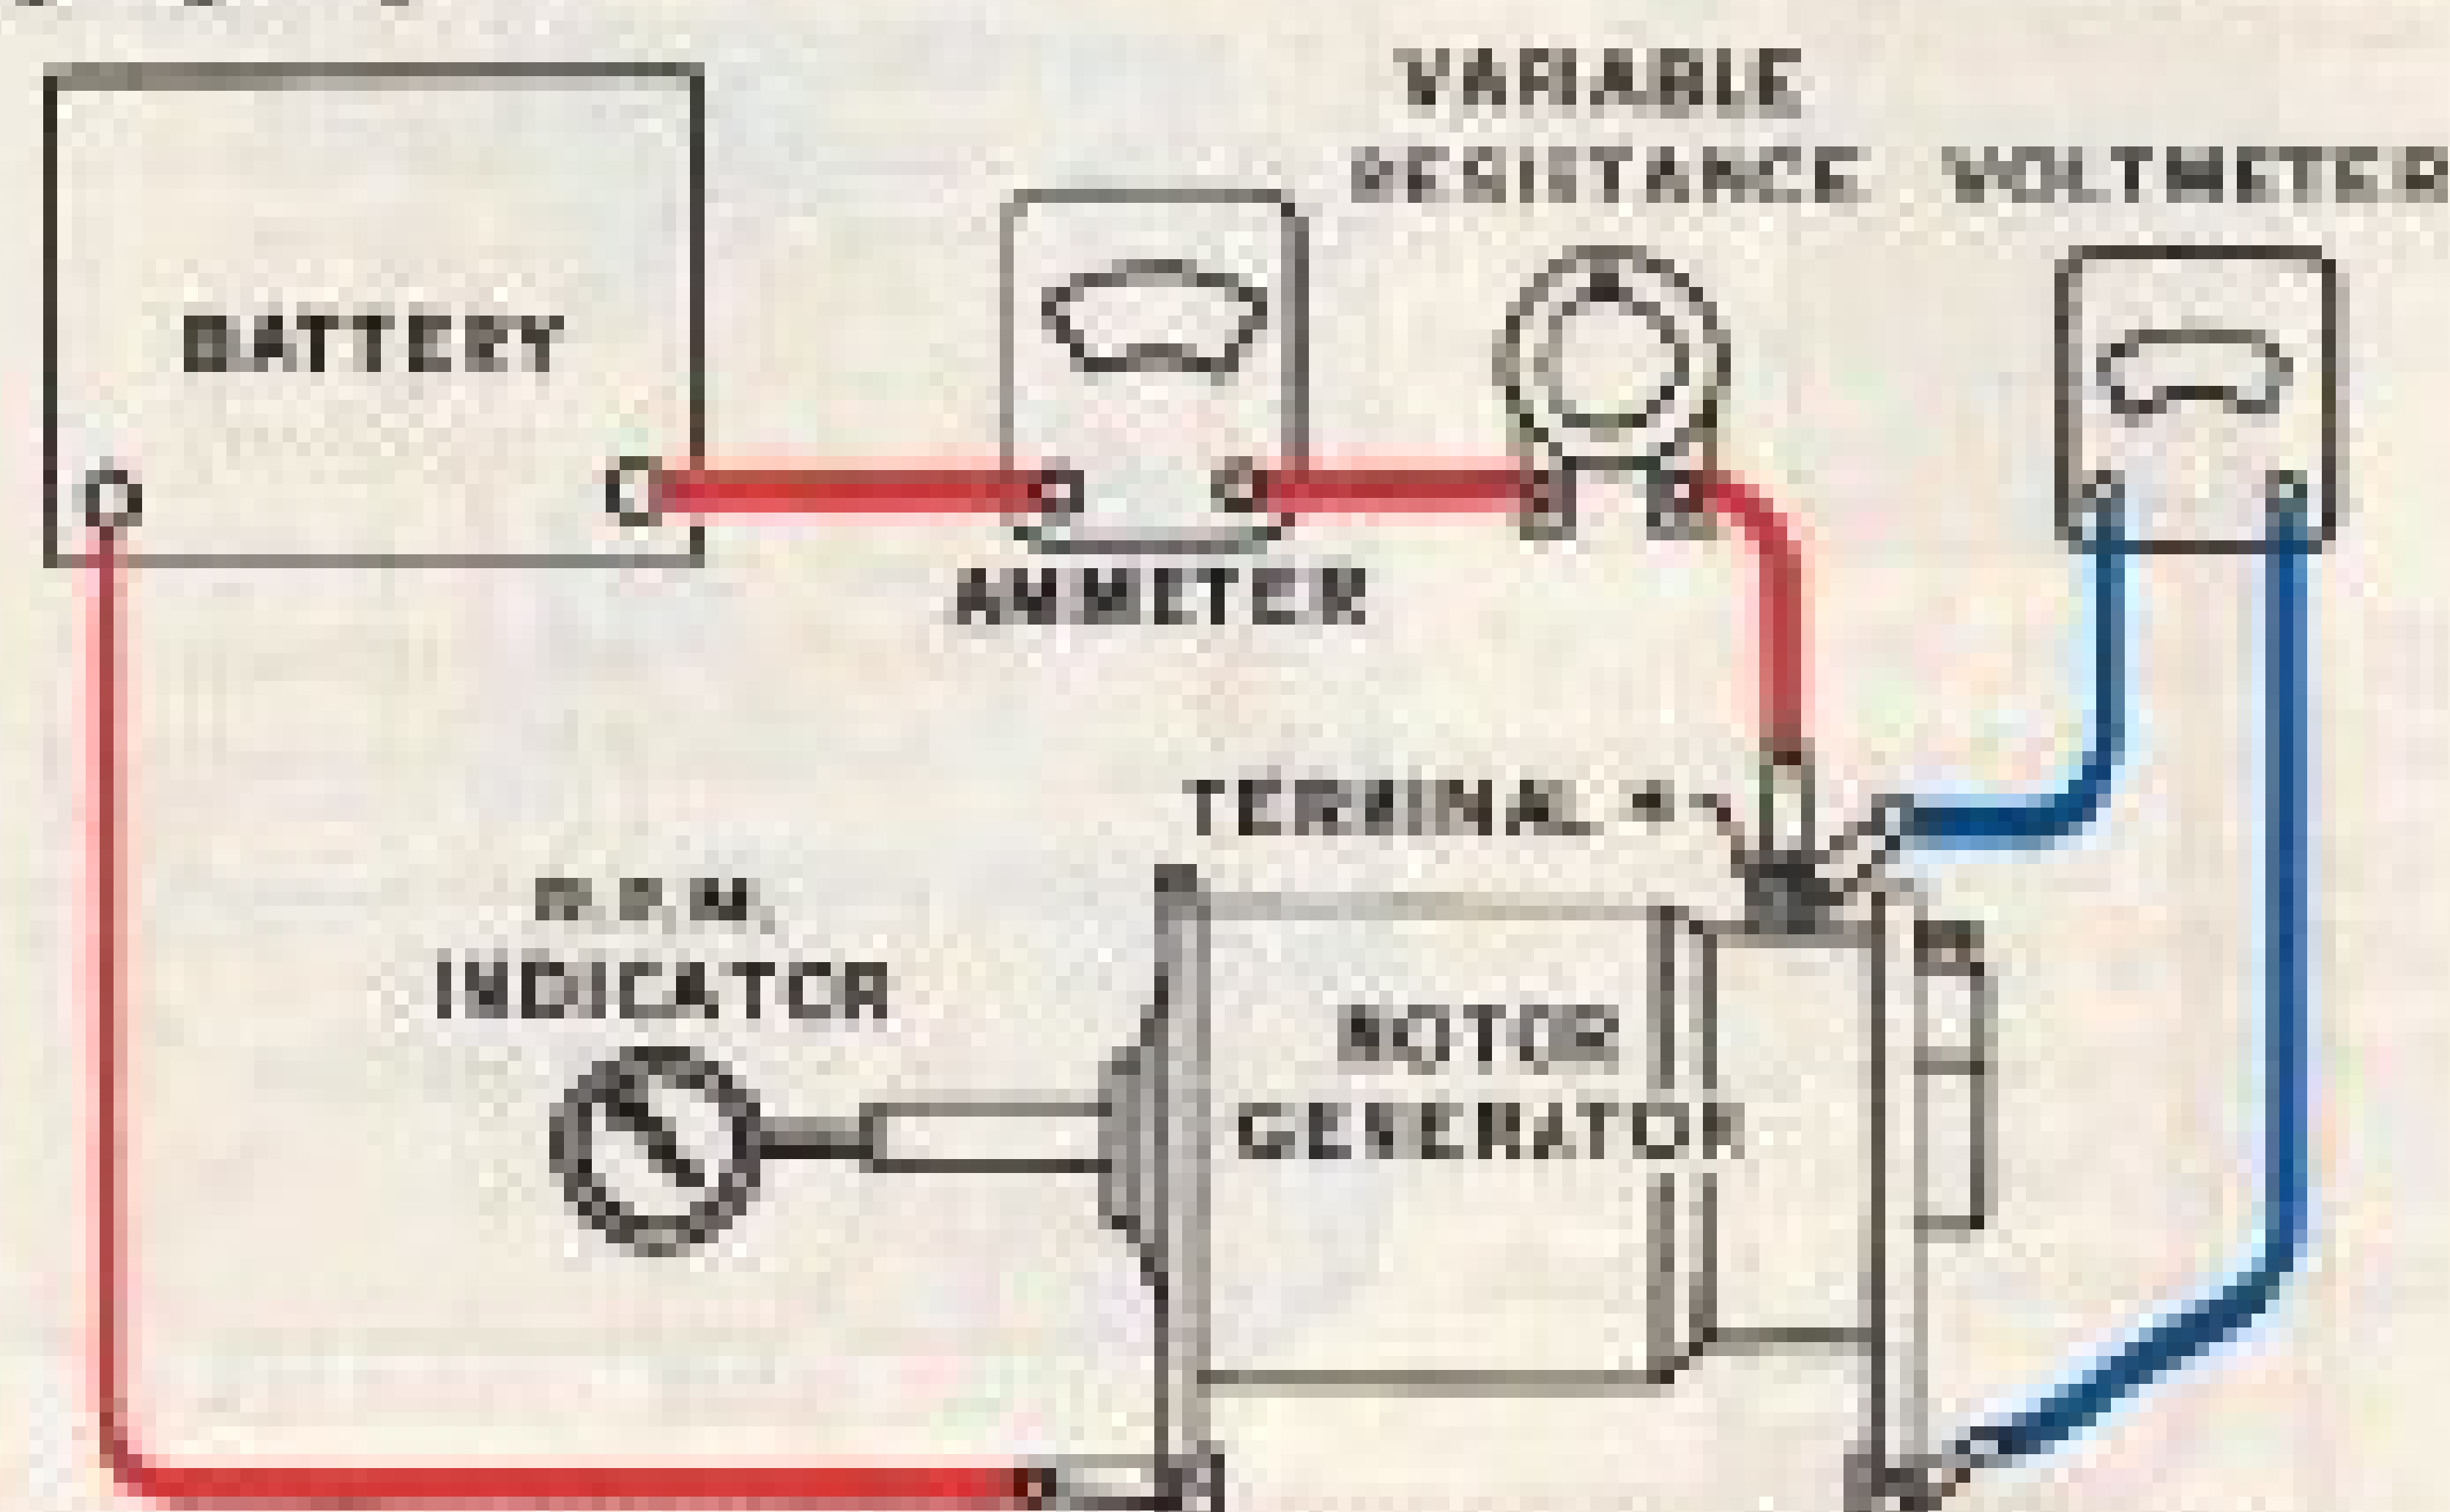 VARIABLE
RESISTANCE
VOLTMETER
BATTERY
AMMETER
TERMINAL +
R.P.M.
INDICATOR
MOTOR
GENERATOR